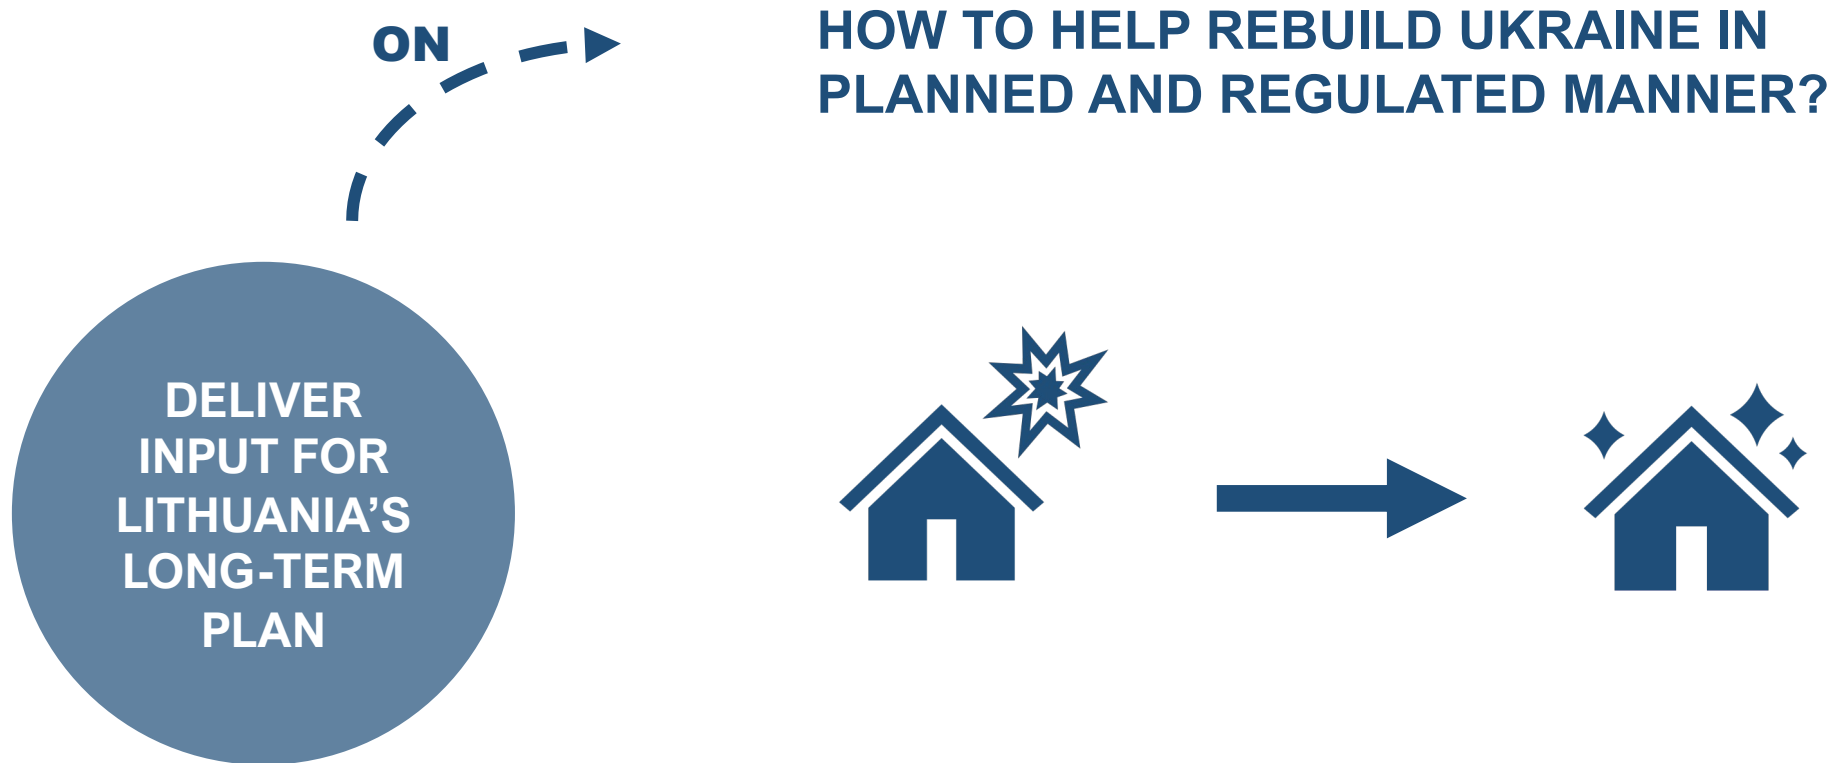 ON
HOW TO HELP REBUILD UKRAINE IN
PLANNED AND REGULATED MANNER?
DELIVER
INPUT FOR
LITHUANIA’S
LONG-TERM
PLAN